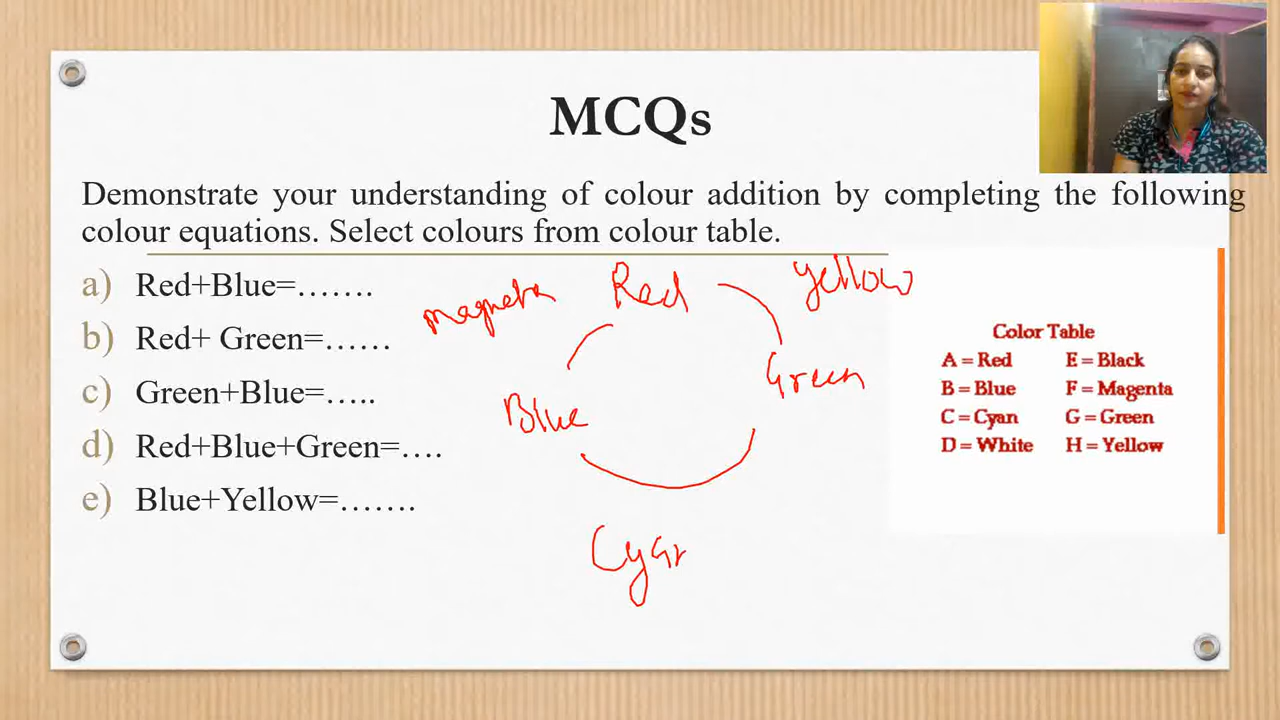 MCQs
Demonstrate your understanding of colour addition by completing the following
colour equations. Select colours from colour table.
a) Red+Blue=…….
b) Red+ Green=……
c) Green+Blue=…..
d) Red+Blue+Green=….
e) Blue+Yellow=…….
Magneta
Red
Yellow
Green
Blue
Cyan
Color Table
A = Red E = Black
B = Blue F = Magenta
C = Cyan G = Green
D = White H = Yellow